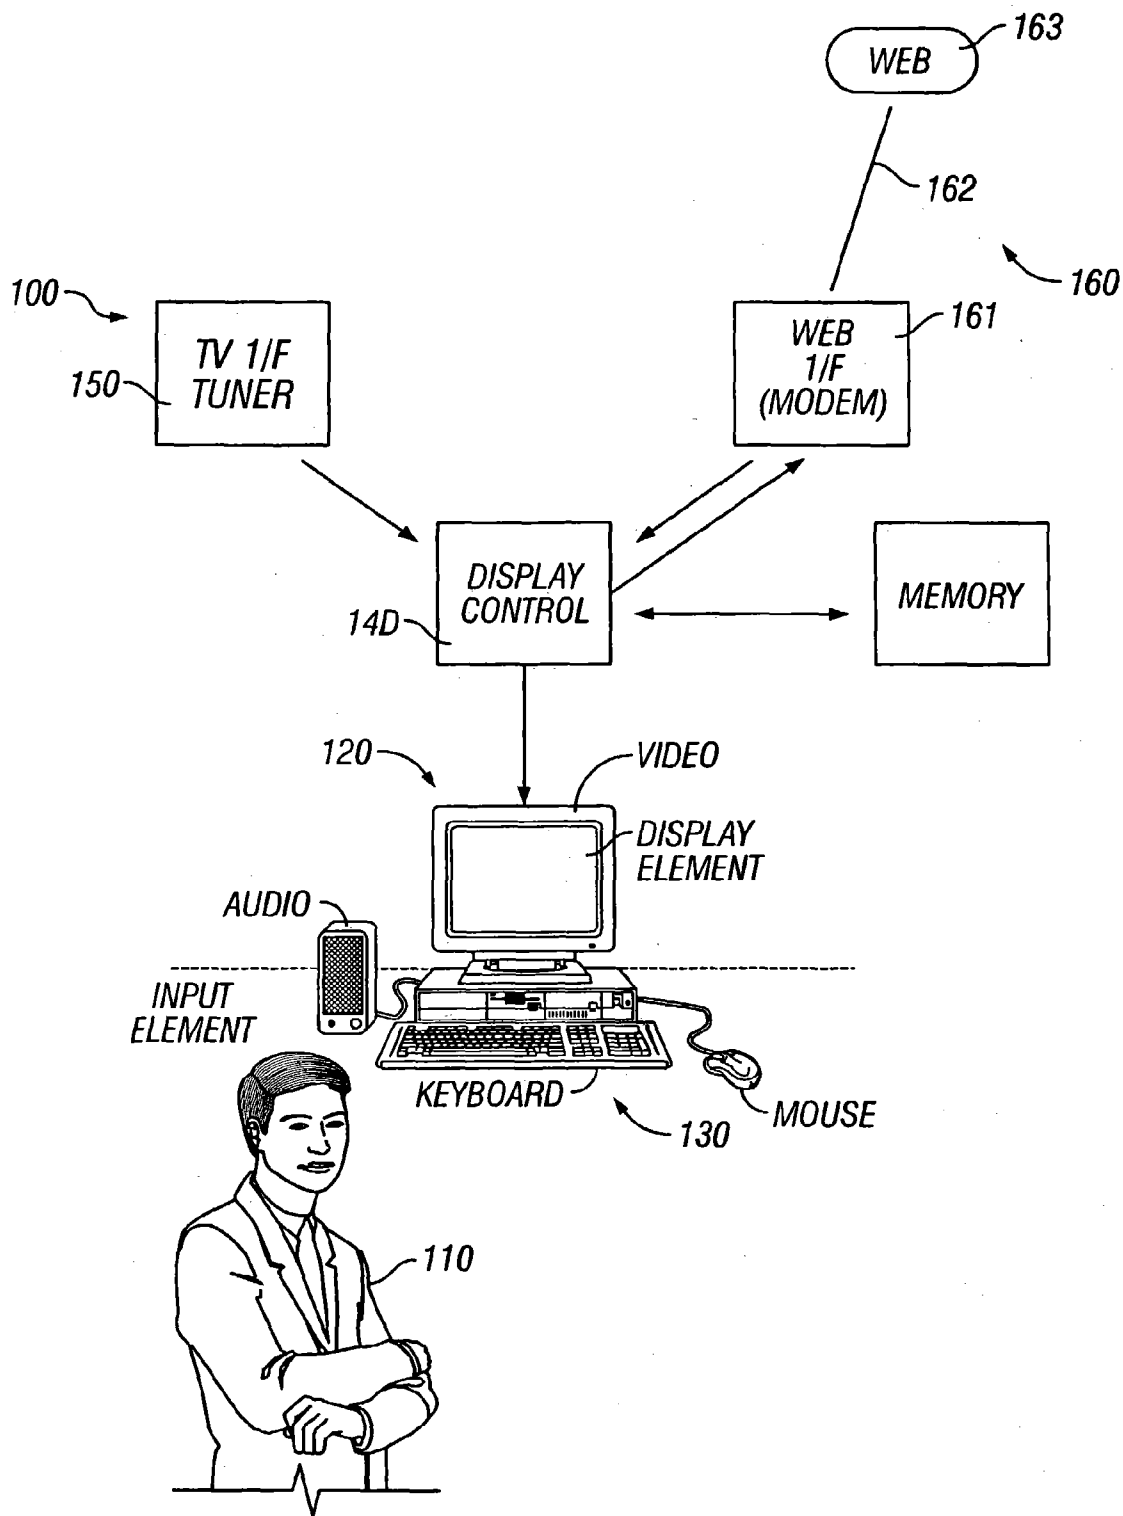 163
WEB
162
160
100
TV 1/F
TUNER
150
161
WEB
1/F
(MODEM)
DISPLAY
CONTROL
14D
MEMORY
120
VIDEO
DISPLAY
ELEMENT
AUDIO
INPUT
ELEMENT
KEYBOARD
MOUSE
130
110